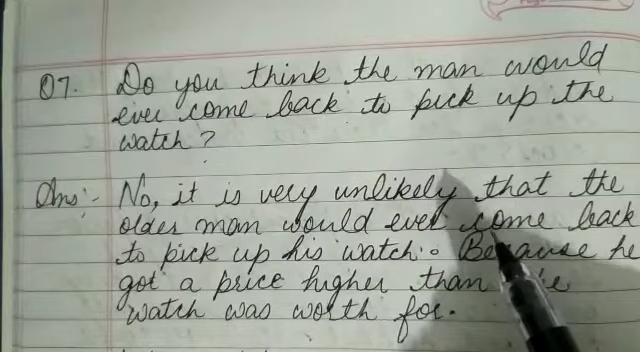 Q7. Do you think the man would
ever come back to pick up the
watch?
Ans:- No, it is very unlikely that the
older man would ever come back
to pick up his watch. Because he
got a price higher than
watch was worth for.